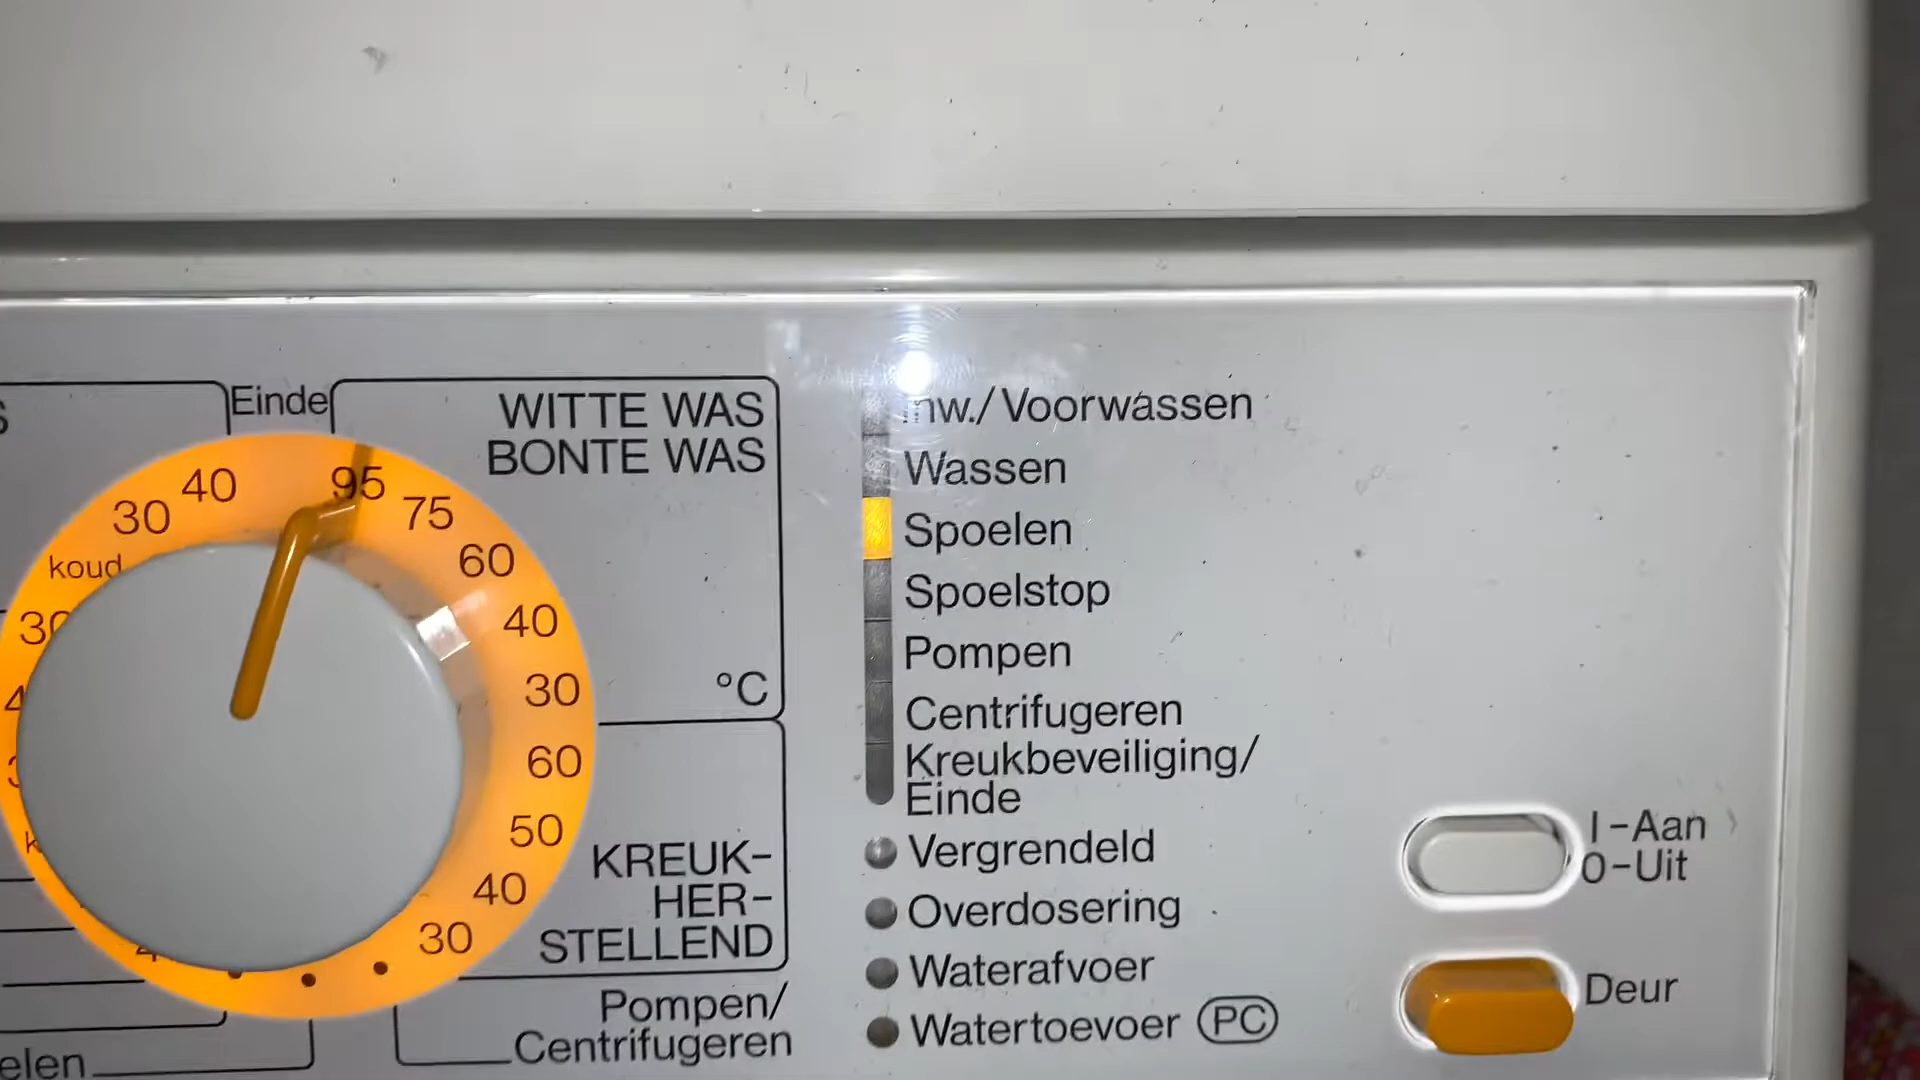 Einde
WITTE WAS
BONTE WAS
40
30
koud
95
75
60
40
30
°C
60
50
40
30
KREUK-
HER-
STELLEND
Pompen/
Centrifugeren
elen
Inw./Voorwassen
Wassen
Spoelen
Spoelstop
Pompen
Centrifugeren
Kreukbeveiliging/
Einde
Vergrendeld
Overdosering
Waterafvoer
Watertoevoer PC
I-Aan
0-Uit
Deur